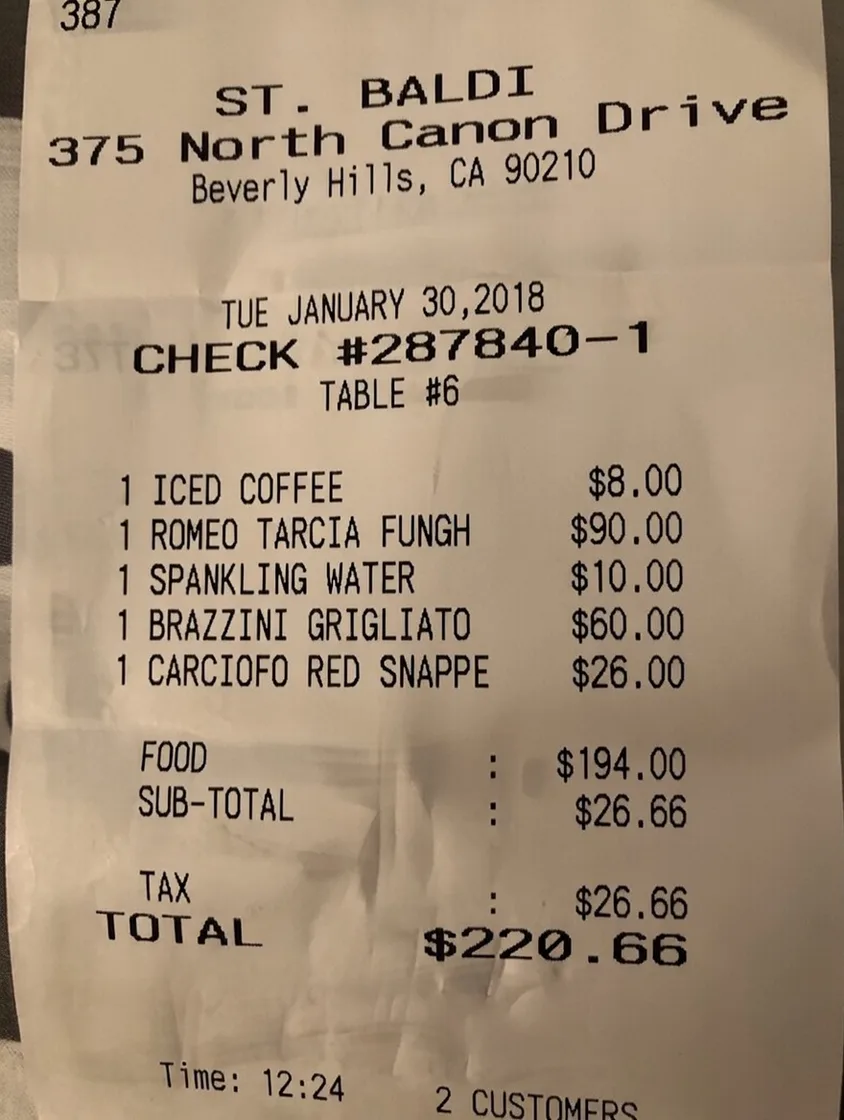 387
ST. BALDI
375 North Canon Drive
Beverly Hills, CA 90210
TUE JANUARY 30,2018
CHECK #287840-1
TABLE #6
1 ICED COFFEE $8.00
1 ROMEO TARCIA FUNGH $90.00
1 SPANKLING WATER $10.00
1 BRAZZINI GRIGLIATO $60.00
1 CARCIOFO RED SNAPPE $26.00
FOOD : $194.00
SUB-TOTAL : $26.66
TAX : $26.66
TOTAL $220.66
Time: 12:24 2 CUSTOMERS